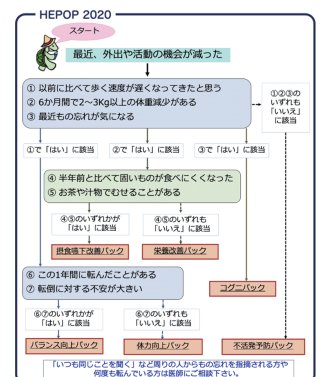 HEPOP 2020
スタート
最近、外出や活動の機会が減った
① 以前に比べて歩く速度が遅くなってきたと思う
② 6か月間で2〜3Kg以上の体重減少がある
③ 最近もの忘れが気になる
①②③の
いずれも
「いいえ」
に該当
①で「はい」に該当
②で「はい」に該当
③で「はい」に該当
④ 半年前と比べて固いものが食べにくくなった
⑤ お茶や汁物でむせることがある
④⑤のいずれかが
「はい」に該当
④⑤のいずれも
「いいえ」に該当
摂食嚥下改善パック
栄養改善パック
⑥ この1年間に転んだことがある
⑦ 転倒に対する不安が大きい
コグニパック
⑥⑦のいずれかが
「はい」に該当
⑥⑦のいずれも
「いいえ」に該当
バランス向上パック
体力向上パック
不活発予防パック
「いつも同じことを聞く」など周りの人からもの忘れを指摘される方や
何度も転んでいる方は医師にご相談下さい。